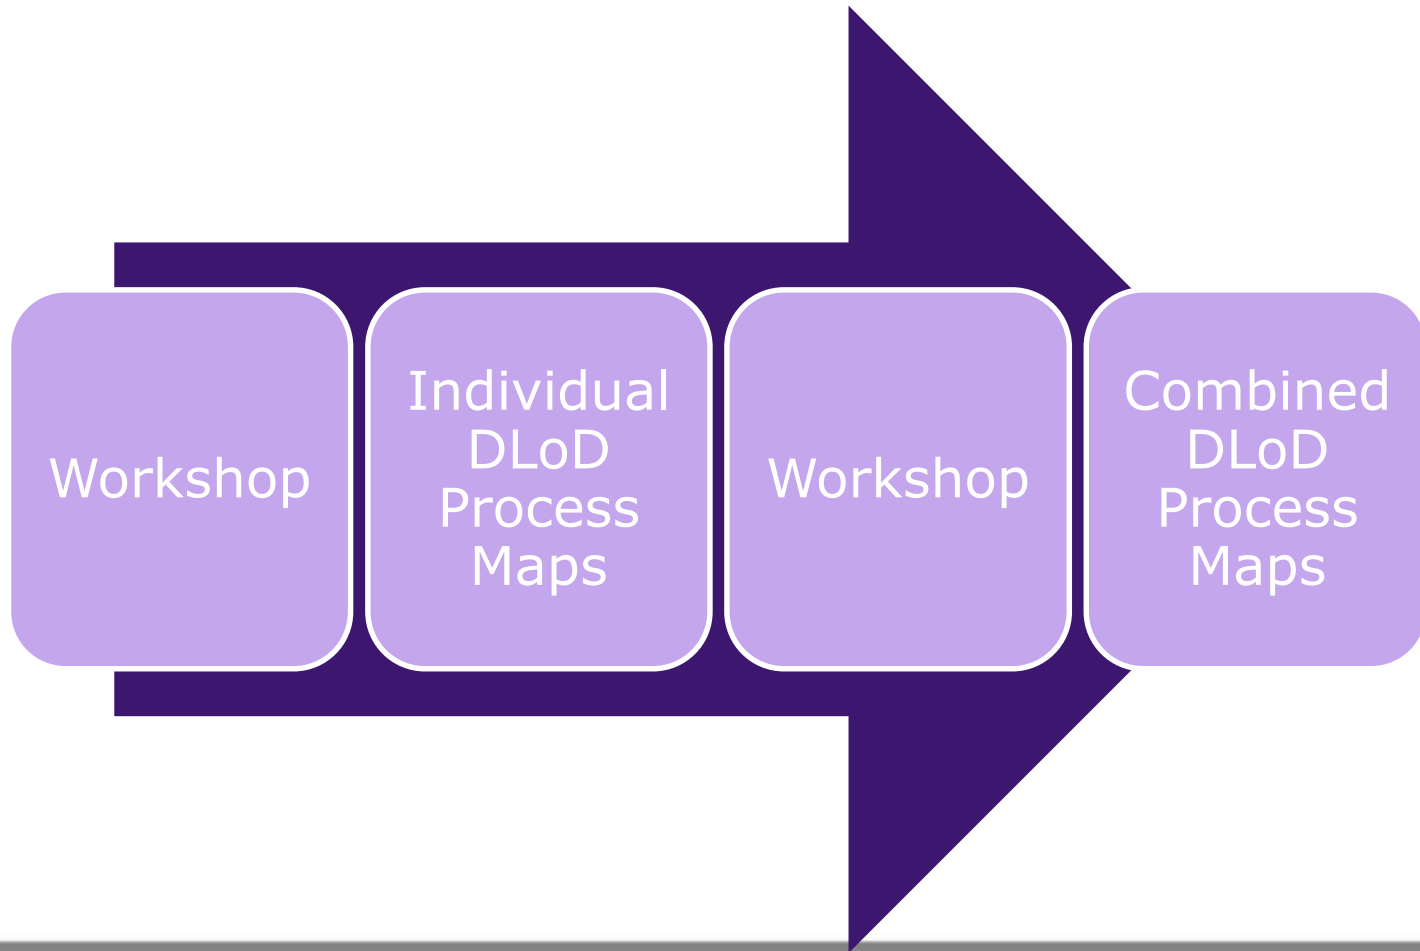 Workshop
Individual
DLoD
Process
Maps
Workshop
Combined
DLoD
Process
Maps